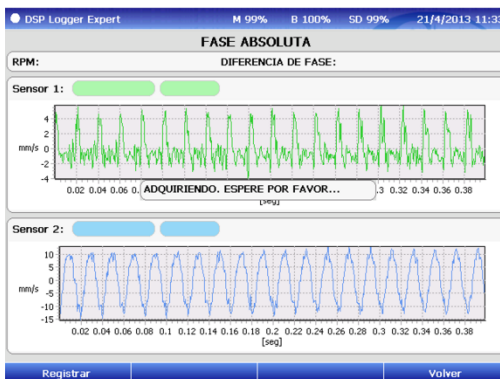 DSP Logger Expert M 99% B 100% SD 99% 21/4/2013 11:33
FASE ABSOLUTA
RPM: DIFERENCIA DE FASE:
Sensor 1:
4
2
mm/s 0
-2
-4
0.02 0.04 0.06 0. ADQUIRIENDO. ESPERE POR FAVOR... .3 0.32 0.34 0.36 0.38
[seg]
Sensor 2:
10
5
0
mm/s -5
-10
-15
0.02 0.04 0.06 0.08 0.1 0.12 0.14 0.16 0.18 0.2 0.22 0.24 0.26 0.28 0.3 0.32 0.34 0.36 0.38
[seg]
Registrar Volver